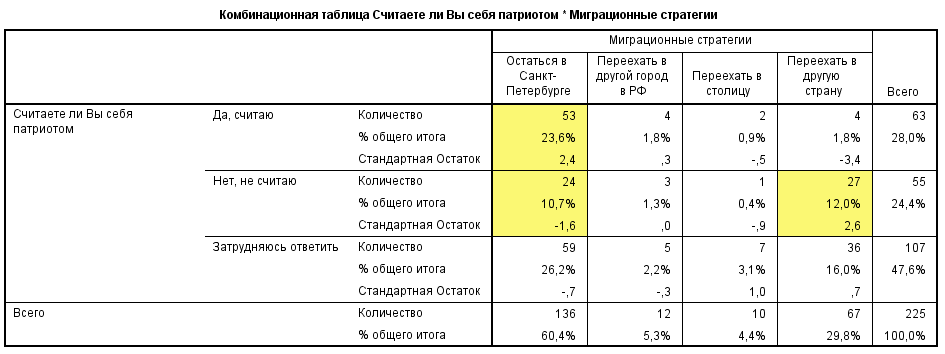 Комбинационная таблица Считаете ли Вы себя патриотом * Миграционные стратегии
Миграционные стратегии
Остаться в Санкт-Петербурге Переехать в другой город в РФ Переехать в столицу Переехать в другую страну Всего
Считаете ли Вы себя патриотом Да, считаю Количество 53 4 2 4 63
% общего итога 23,6% 1,8% 0,9% 1,8% 28,0%
Стандартная Остаток 2,4 ,3 -,5 -3,4
Нет, не считаю Количество 24 3 1 27 55
% общего итога 10,7% 1,3% 0,4% 12,0% 24,4%
Стандартная Остаток -1,6 ,0 -,9 2,6
Затрудняюсь ответить Количество 59 5 7 36 107
% общего итога 26,2% 2,2% 3,1% 16,0% 47,6%
Стандартная Остаток -,7 -,3 1,0 ,7
Всего Количество 136 12 10 67 225
% общего итога 60,4% 5,3% 4,4% 29,8% 100,0%